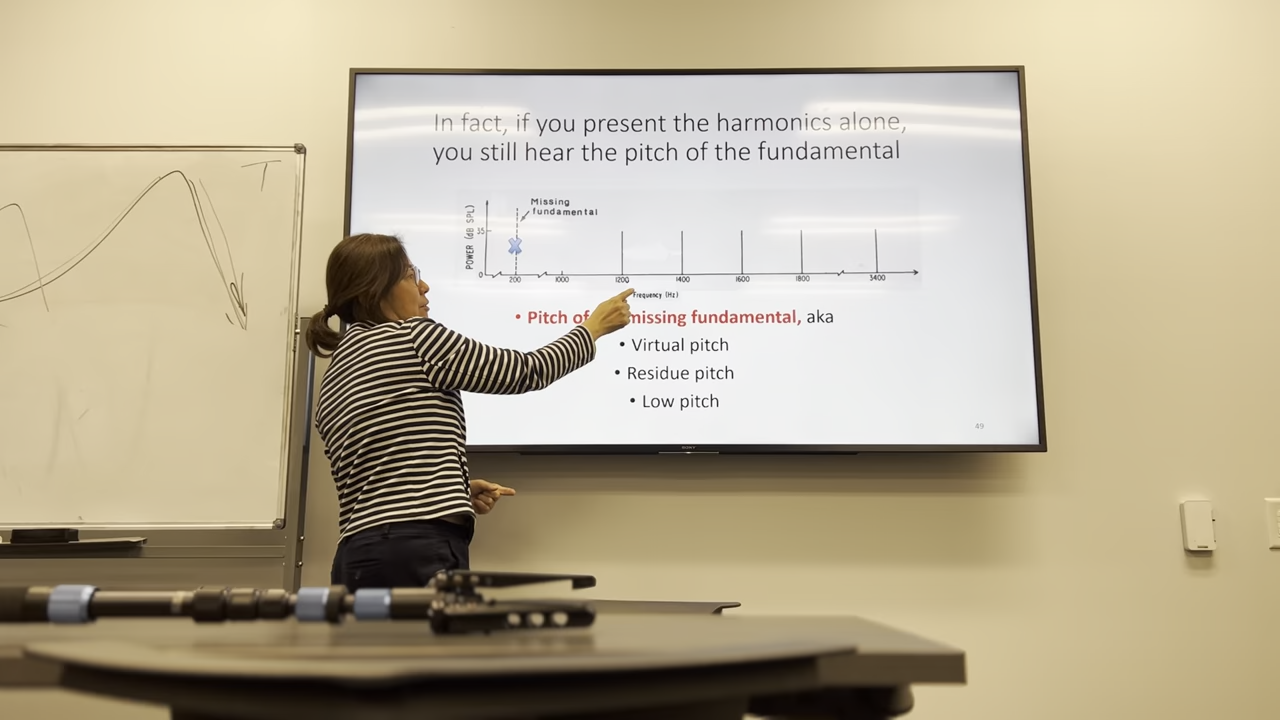 In fact, if you present the harmonics alone,
you still hear the pitch of the fundamental
Missing
fundamental
POWER (dB SPL)
35
0
200 1000 1200 1400 1600 1800 3400
Frequency (Hz)
• Pitch of missing fundamental, aka
• Virtual pitch
• Residue pitch
• Low pitch
49
SONY
T